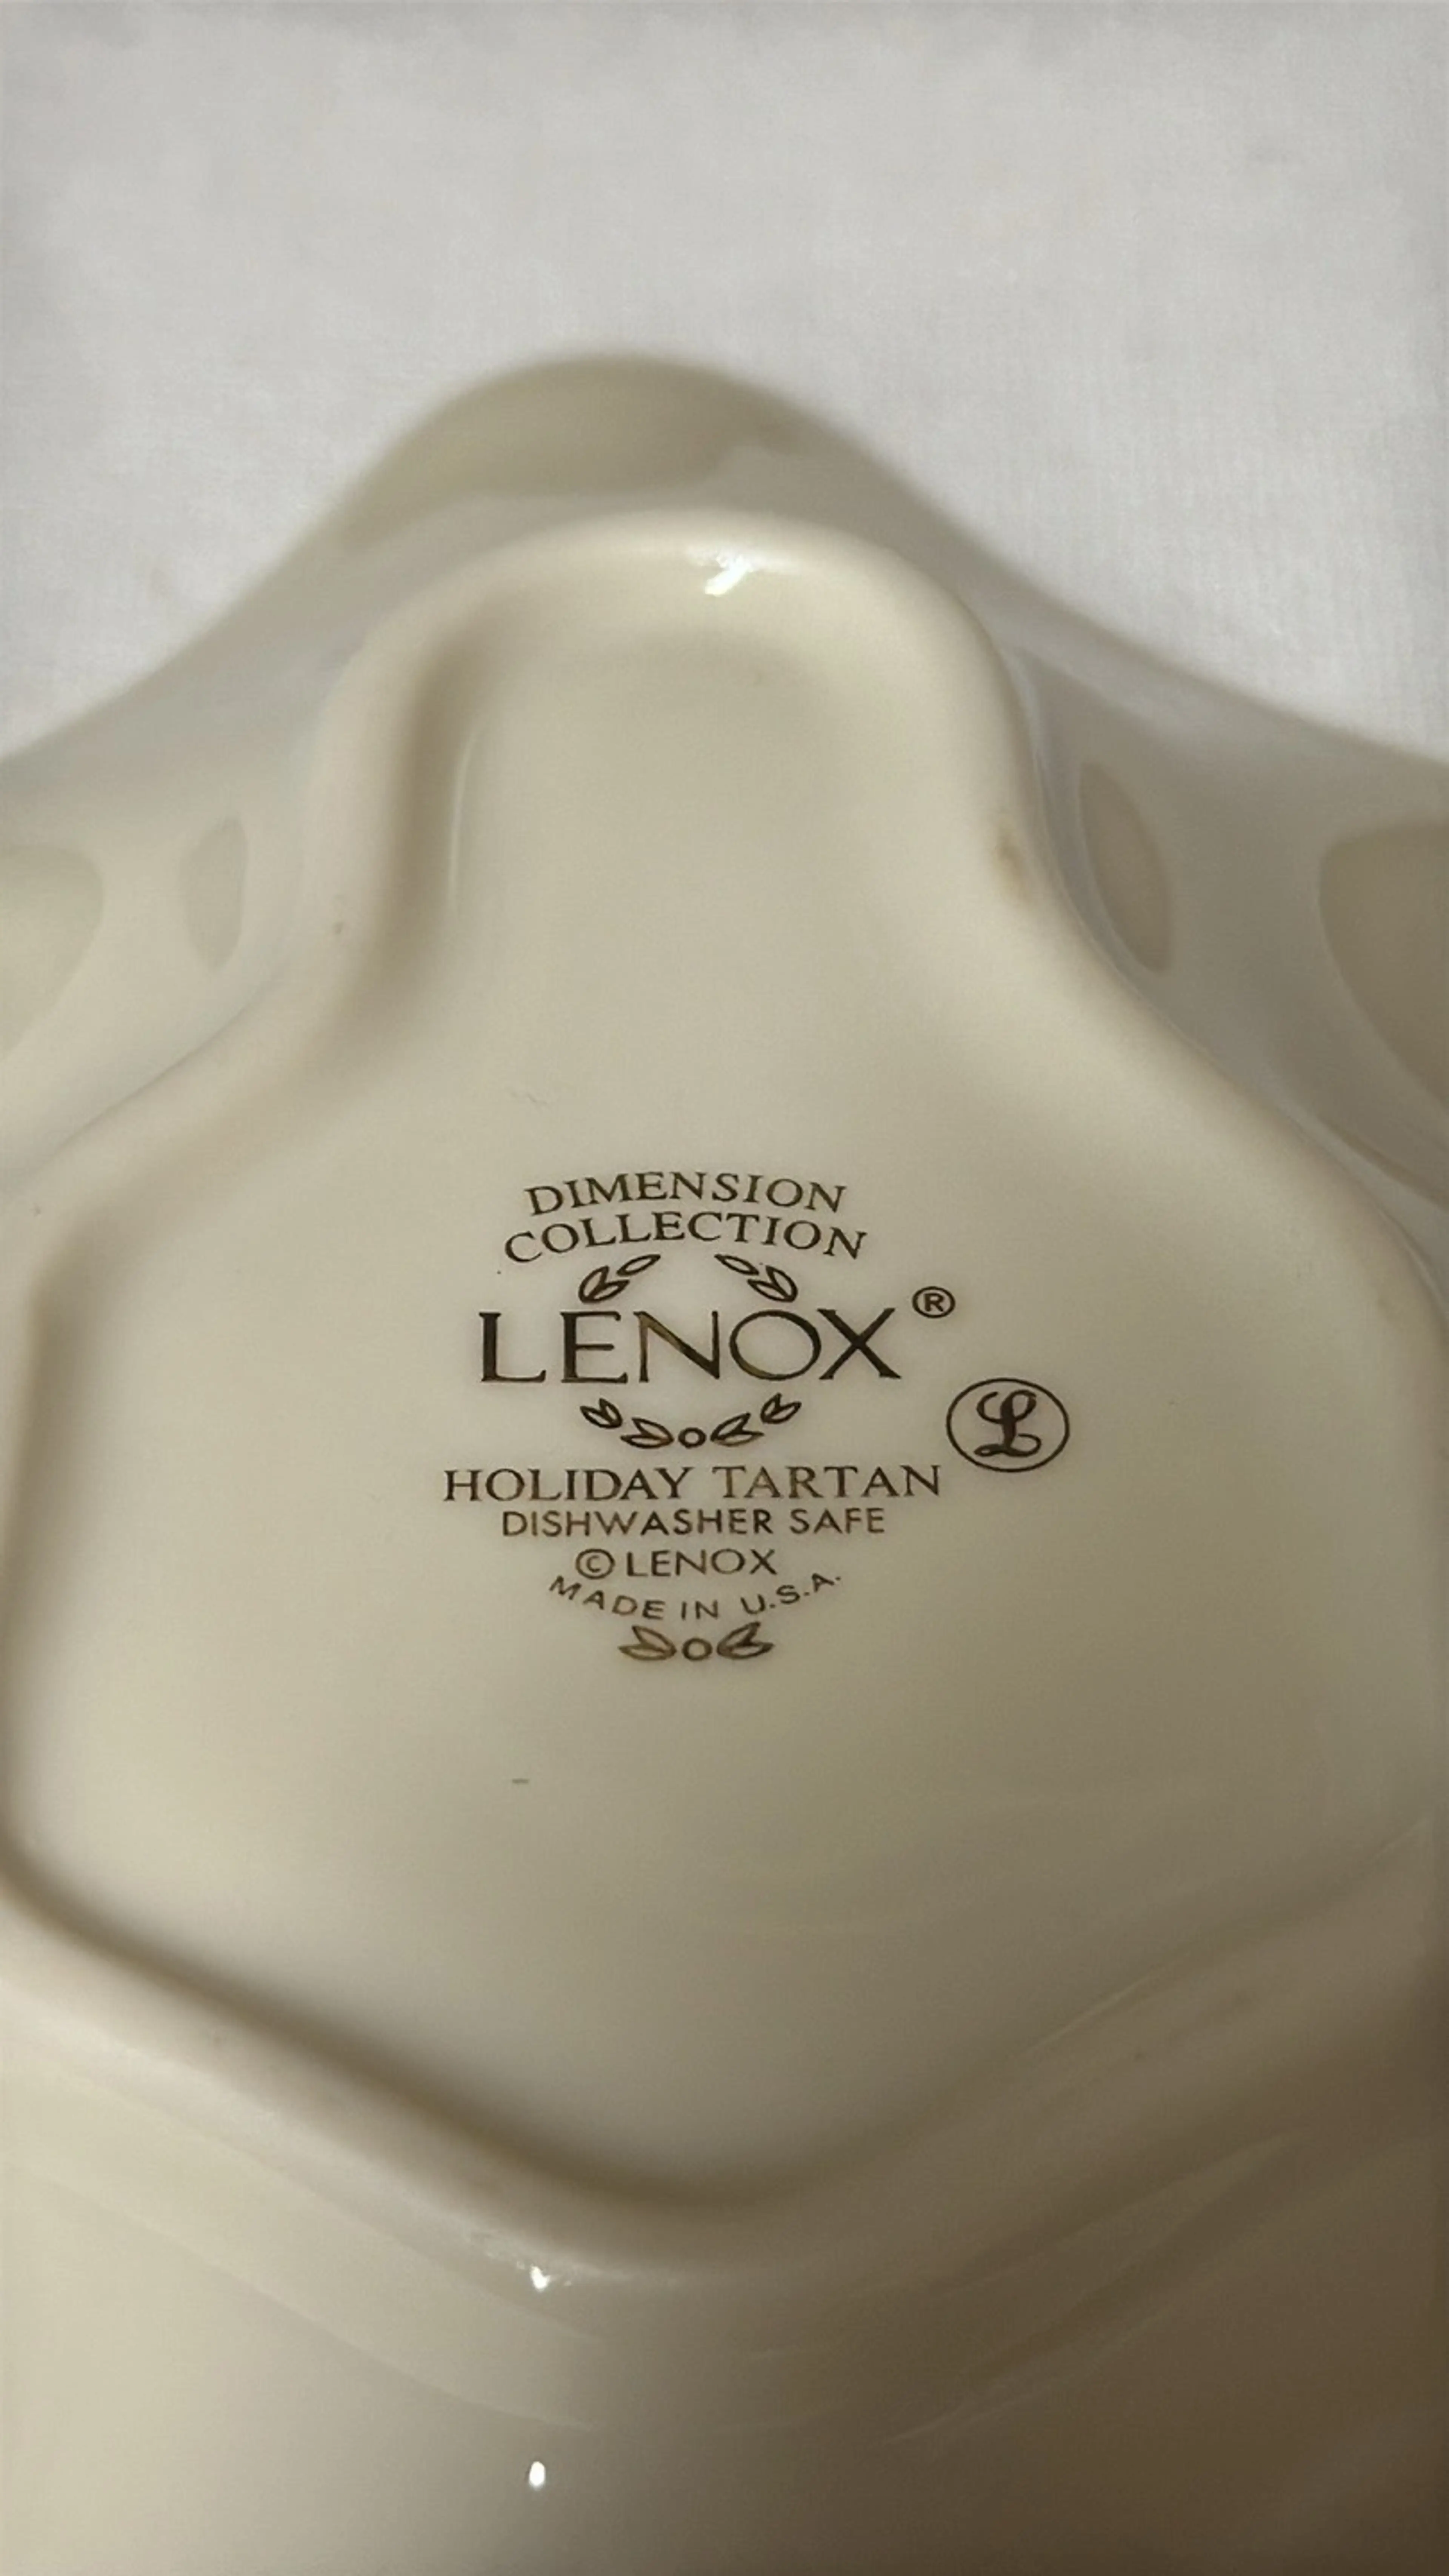 DIMENSION
COLLECTION
LENOX®
L
HOLIDAY TARTAN
DISHWASHER SAFE
© LENOX
MADE IN U.S.A.